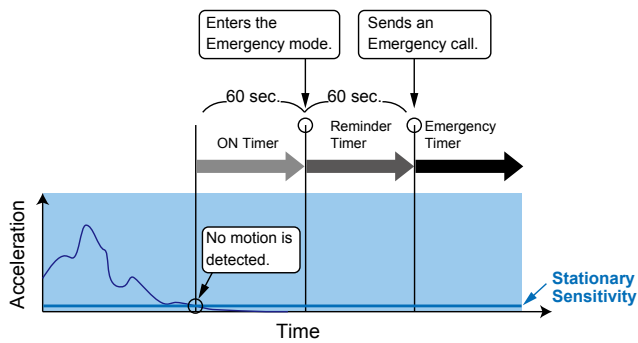 Enters the
Emergency mode.
Sends an
Emergency call.
60 sec.
60 sec.
ON Timer
Reminder
Timer
Emergency
Timer
No motion is
detected.
Acceleration
Stationary
Sensitivity
Time